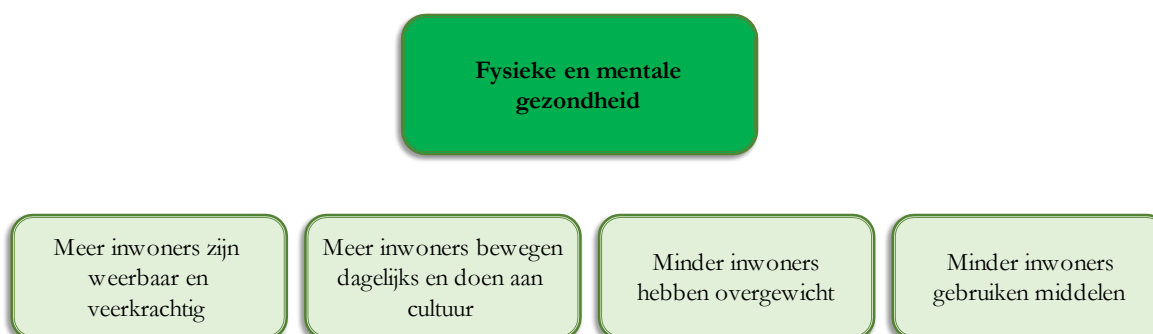 Fysieke en mentale
gezondheid
Meer inwoners zijn
weerbaar en
veerkrachtig
Meer inwoners bewegen
dagelijks en doen aan
cultuur
Minder inwoners
hebben overgewicht
Minder inwoners
gebruiken middelen